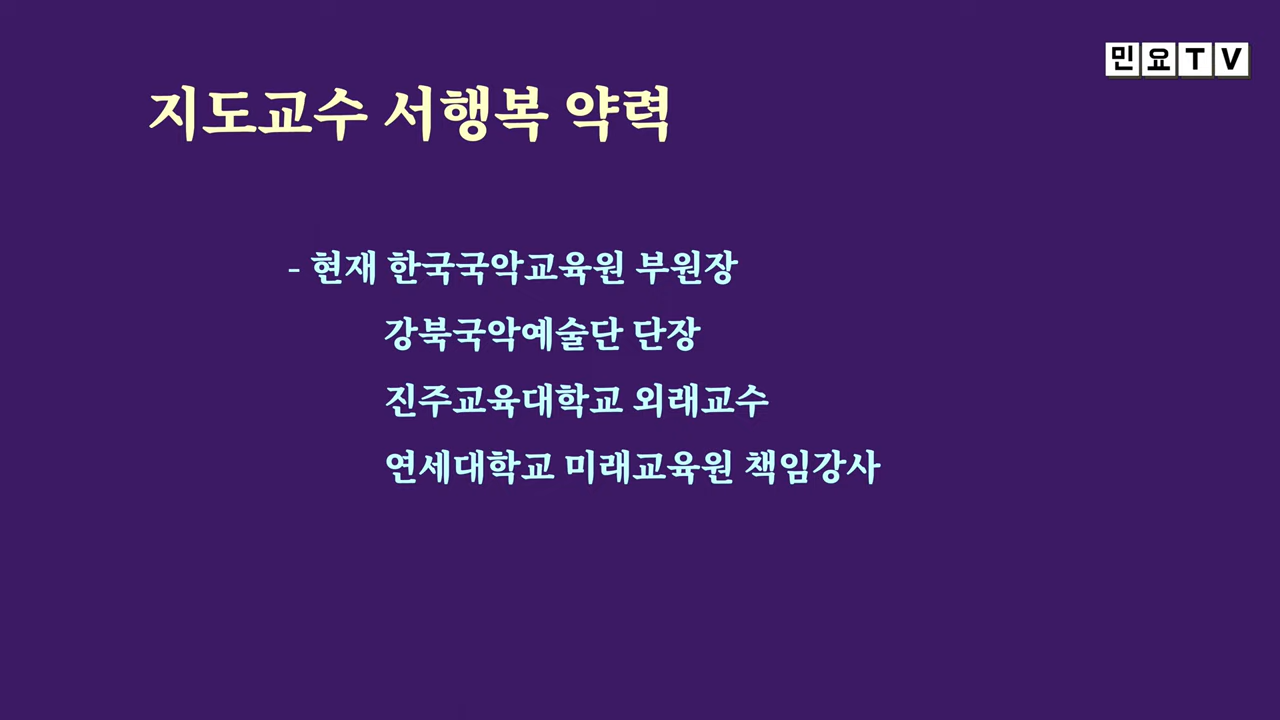 민요TV
지도교수 서행복 약력
- 현재 한국국악교육원 부원장
강북국악예술단 단장
진주교육대학교 외래교수
연세대학교 미래교육원 책임강사